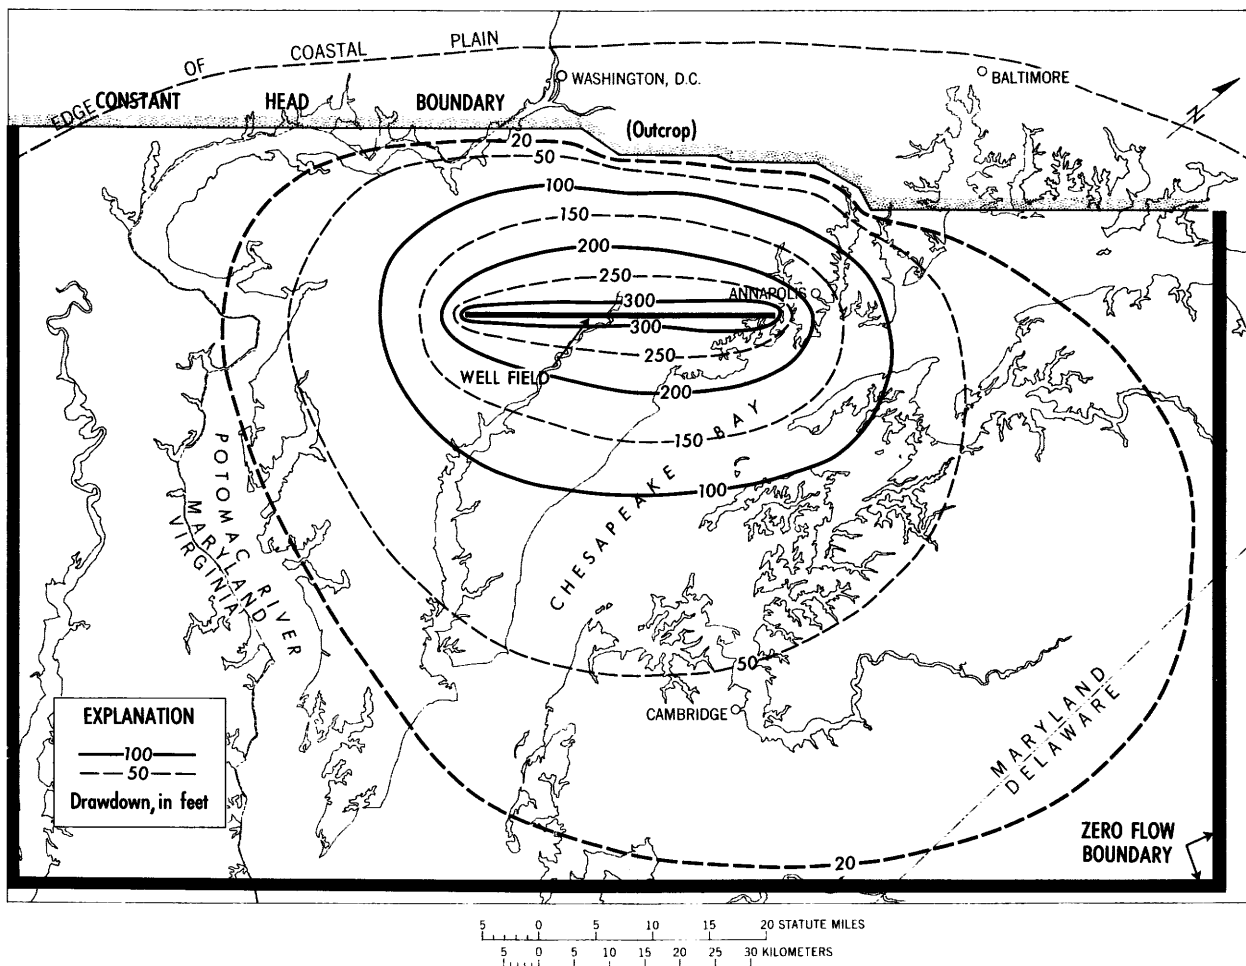 EDGE OF COASTAL PLAIN
WASHINGTON, D.C.
BALTIMORE
CONSTANT HEAD BOUNDARY
N
(Outcrop)
20
50
100
150
200
250
300
ANNAPOLIS
300
250
WELL FIELD
200
150
100
CHESAPEAKE BAY
POTOMAC RIVER
MARYLAND
VIRGINIA
50
CAMBRIDGE
MARYLAND
DELAWARE
EXPLANATION
100
50
Drawdown, in feet
ZERO FLOW
BOUNDARY
20
5 0 5 10 15 20 STATUTE MILES
5 0 5 10 15 20 25 30 KILOMETERS